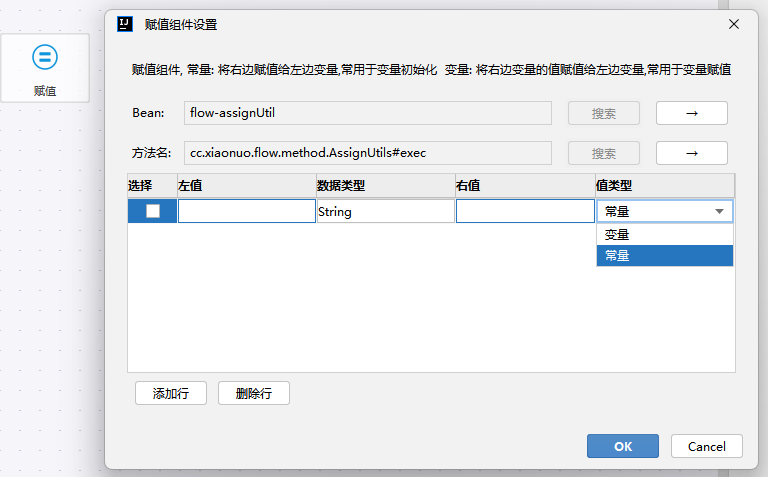 赋值
IJ
赋值组件设置
赋值组件, 常量: 将右边赋值给左边变量,常用于变量初始化  变量: 将右边变量的值赋值给左边变量,常用于变量赋值
Bean: flow-assignUtil 搜索 →
方法名: cc.xiaonuo.flow.method.AssignUtils#exec 搜索 →
选择 左值 数据类型 右值 值类型
String 常量
变量
常量
添加行 删除行
OK Cancel